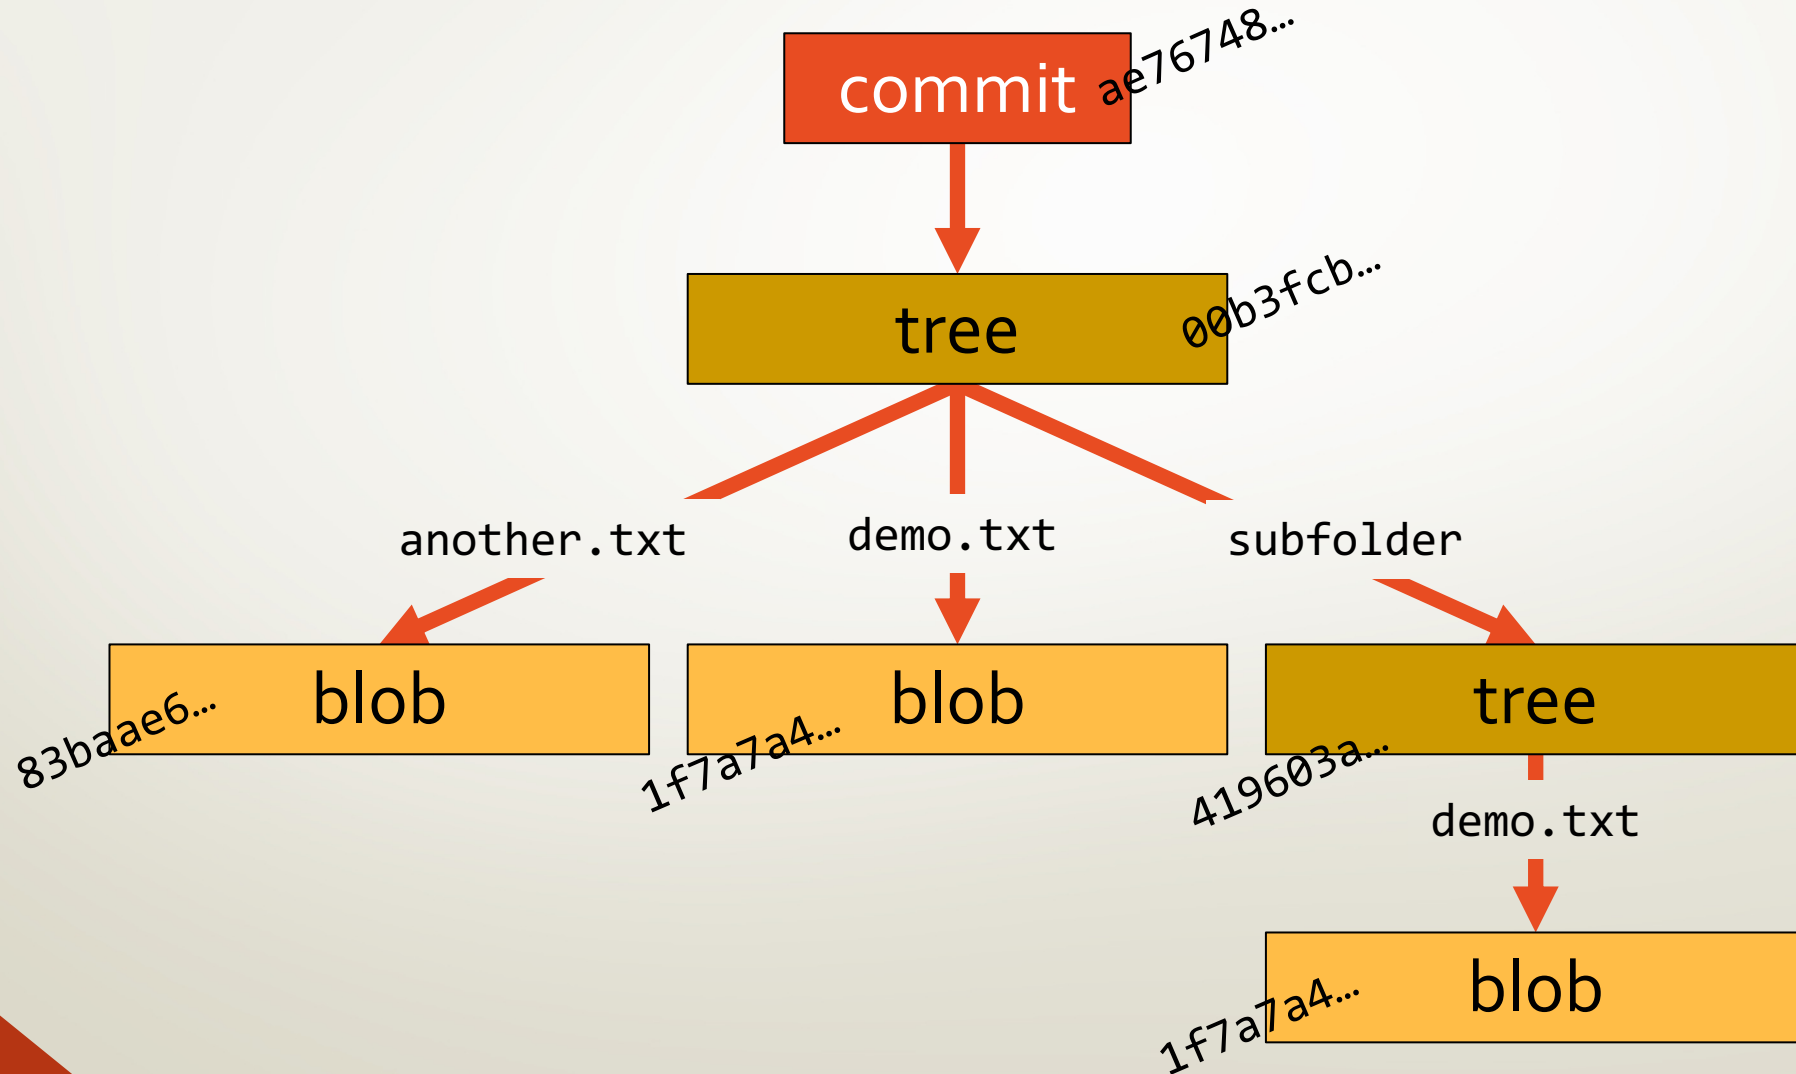 commit
ae76748…
tree
00b3fcb…
another.txt
demo.txt
subfolder
blob
83baae6…
blob
1f7a7a4…
tree
419603a…
demo.txt
blob
1f7a7a4…